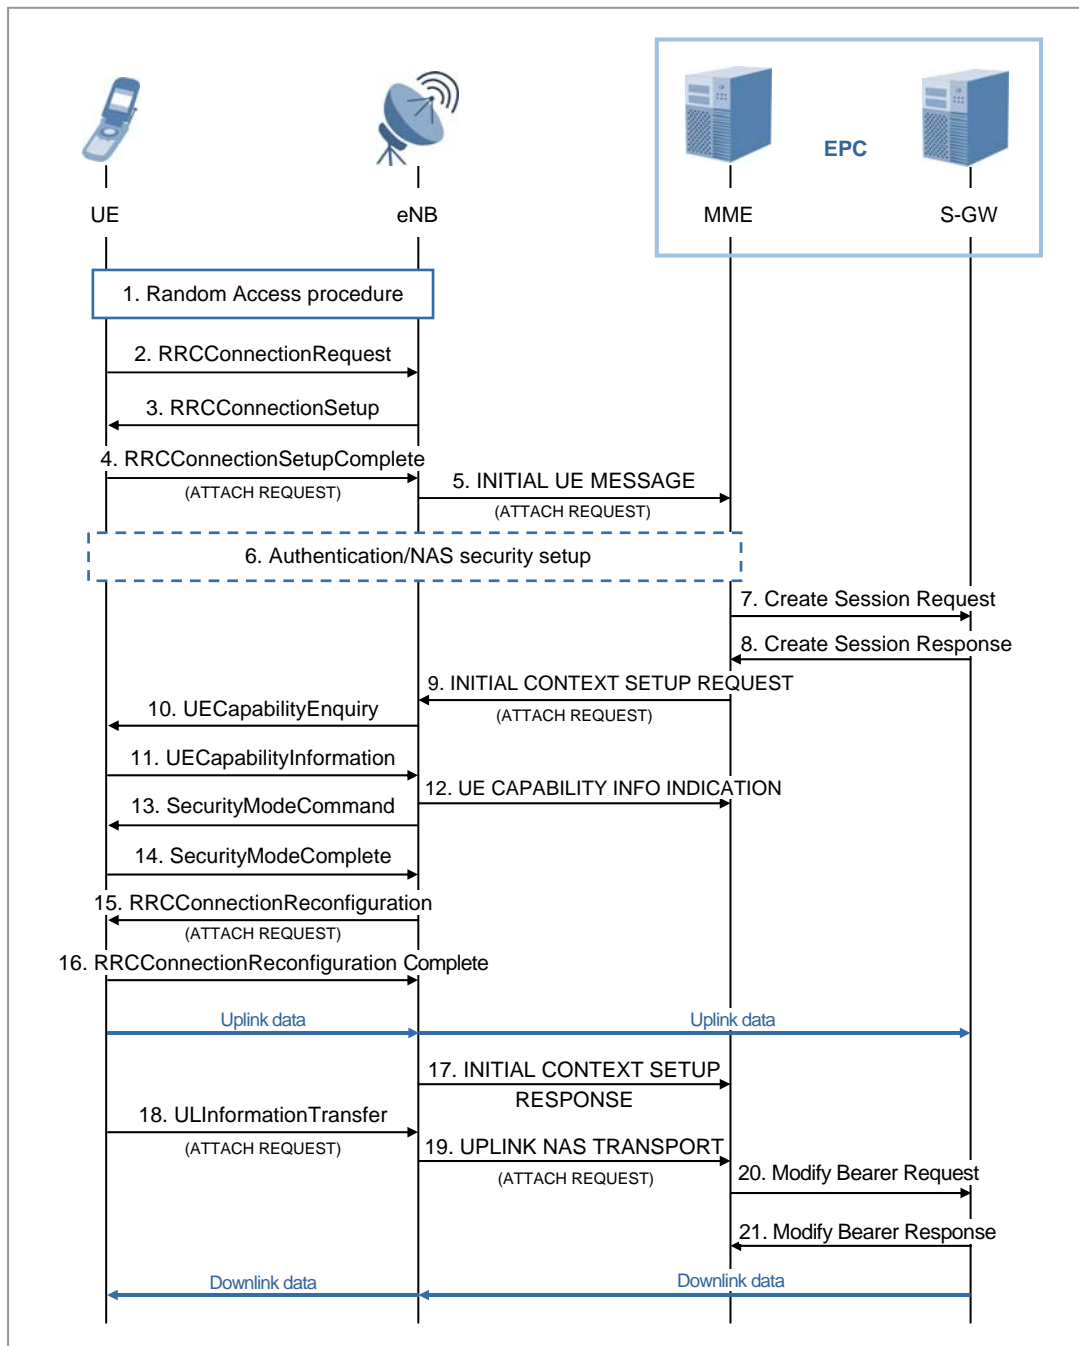 EPC
UE
eNB
MME
S-GW
1. Random Access procedure
2. RRCConnectionRequest
3. RRCConnectionSetup
4. RRCConnectionSetupComplete
(ATTACH REQUEST)
5. INITIAL UE MESSAGE
(ATTACH REQUEST)
6. Authentication/NAS security setup
7. Create Session Request
8. Create Session Response
9. INITIAL CONTEXT SETUP REQUEST
(ATTACH REQUEST)
10. UECapabilityEnquiry
11. UECapabilityInformation
12. UE CAPABILITY INFO INDICATION
13. SecurityModeCommand
14. SecurityModeComplete
15. RRCConnectionReconfiguration
(ATTACH REQUEST)
16. RRCConnectionReconfiguration Complete
Uplink data
Uplink data
17. INITIAL CONTEXT SETUP
RESPONSE
18. ULInformationTransfer
(ATTACH REQUEST)
19. UPLINK NAS TRANSPORT
(ATTACH REQUEST)
20. Modify Bearer Request
21. Modify Bearer Response
Downlink data
Downlink data